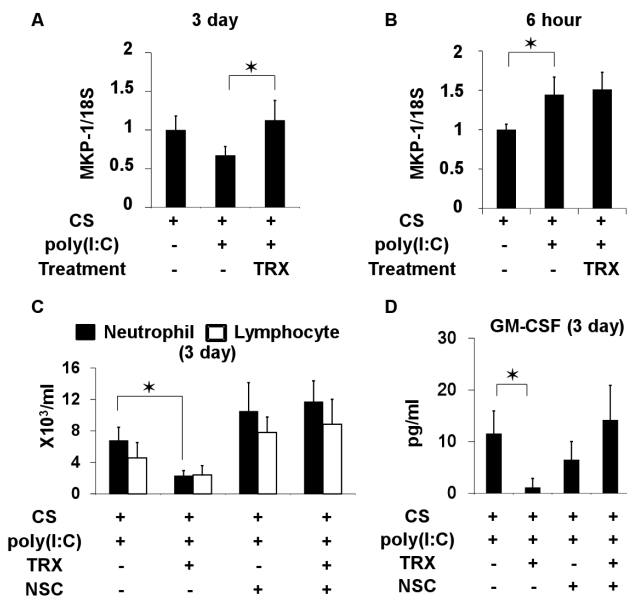 A
3 day
MKP-1/18S
2
1.5
1
0.5
0
✶
CS + + +
poly(I:C) - + +
Treatment - - TRX
B
6 hour
MKP-1/18S
2
1.5
1
0.5
0
✶
CS + + +
poly(I:C) - + +
Treatment - - TRX
C
Neutrophil Lymphocyte
(3 day)
X10³/ml
16
12
8
4
0
✶
CS + + + +
poly(I:C) + + + +
TRX - + - +
NSC - - + +
D
GM-CSF (3 day)
pg/ml
30
20
10
0
✶
CS + + + +
poly(I:C) + + + +
TRX - + - +
NSC - - + +